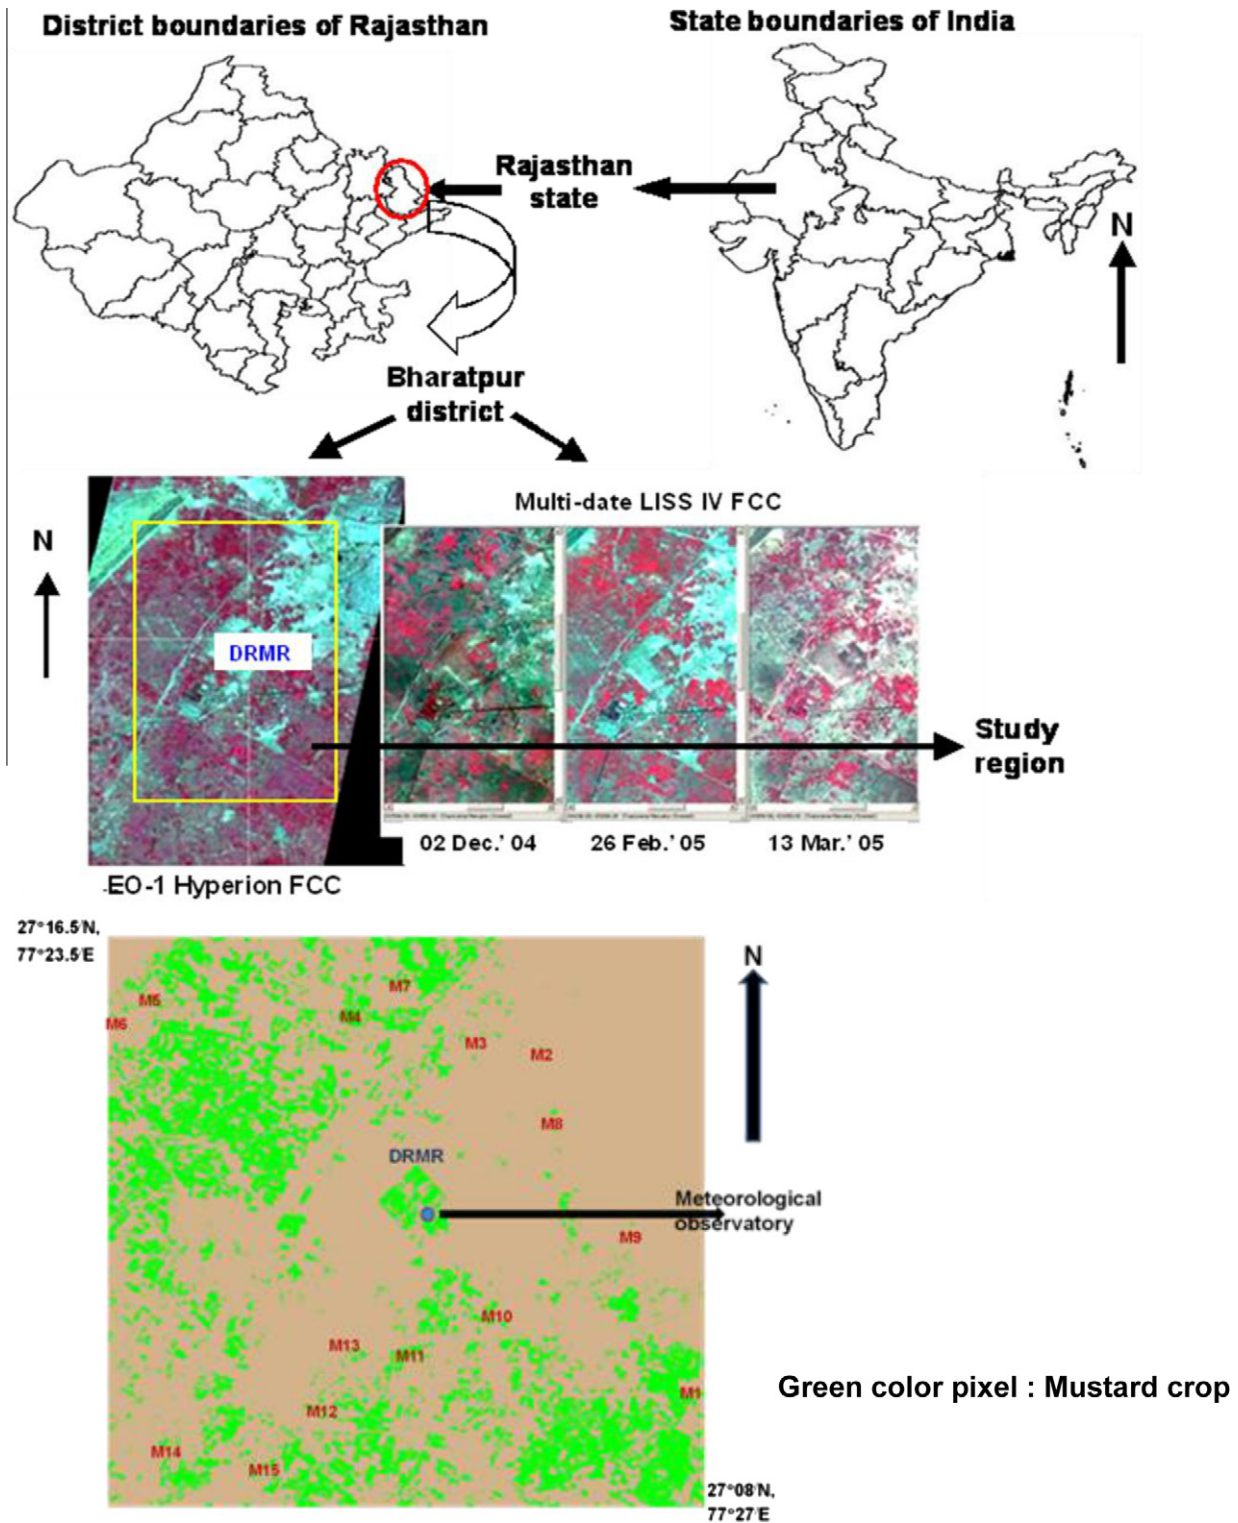 District boundaries of Rajasthan
State boundaries of India
Rajasthan
state
N
Bharatpur
district
Multi-date LISS IV FCC
N
DRMR
Study
region
02 Dec.' 04
26 Feb.' 05
13 Mar.' 05
EO-1 Hyperion FCC
27°16.5'N,
77°23.5'E
N
M7
M5
M4
M6
M3
M2
M8
DRMR
Meteorological
observatory
M9
M10
M13
M11
M1
Green color pixel : Mustard crop
M12
M14
M15
27°08'N,
77°27'E